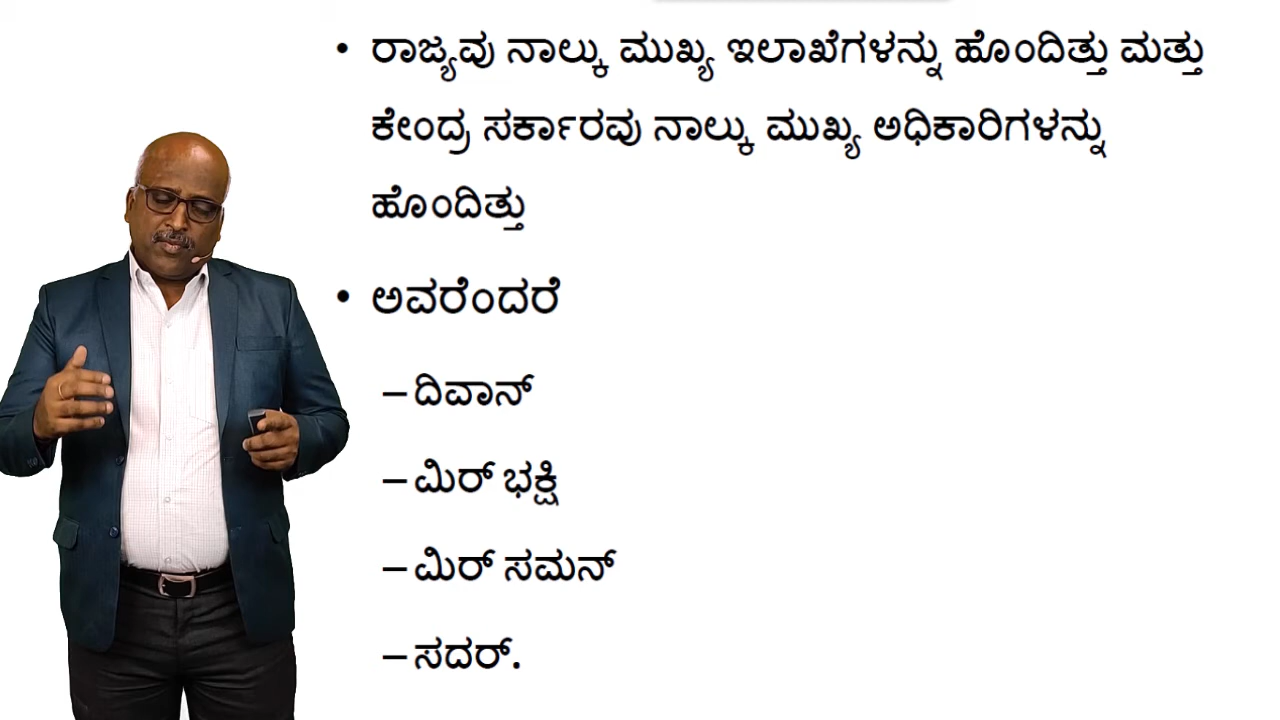 • ರಾಜ್ಯವು ನಾಲ್ಕು ಮುಖ್ಯ ಇಲಾಖೆಗಳನ್ನು ಹೊಂದಿತ್ತು ಮತ್ತು
ಕೇಂದ್ರ ಸರ್ಕಾರವು ನಾಲ್ಕು ಮುಖ್ಯ ಅಧಿಕಾರಿಗಳನ್ನು
ಹೊಂದಿತ್ತು
• ಅವರೆಂದರೆ
– ದಿವಾನ್
– ಮಿರ್ ಭಕ್ಷಿ
– ಮಿರ್ ಸಮನ್
– ಸದರ್.